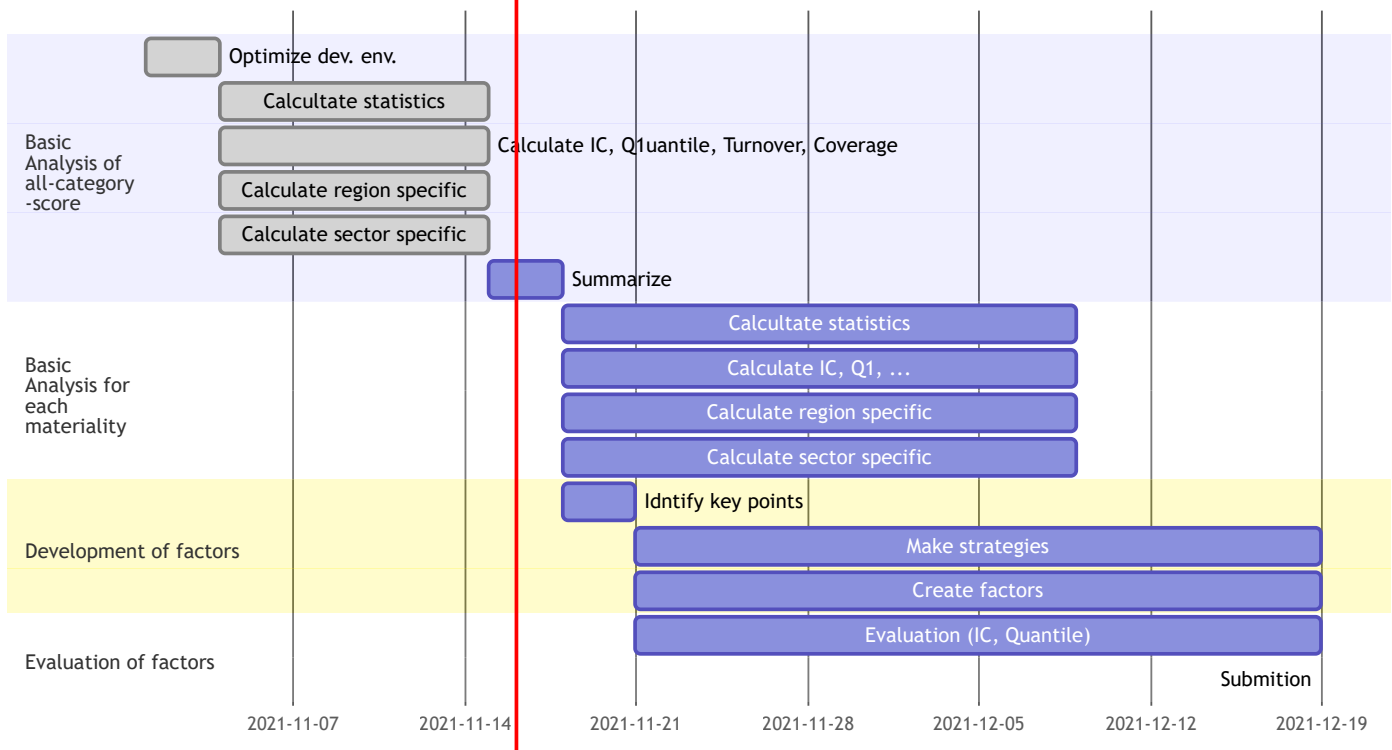 Optimize dev. env.
Calcultate statistics
Calculate IC, Q1uantile, Turnover, Coverage
Calculate region specific
Calculate sector specific
Summarize
Basic
Analysis of
all-category
-score
Calcultate statistics
Calculate IC, Q1, ...
Calculate region specific
Calculate sector specific
Basic
Analysis for
each
materiality
Idntify key points
Make strategies
Create factors
Development of factors
Evaluation (IC, Quantile)
Submition
Evaluation of factors
2021-11-07
2021-11-14
2021-11-21
2021-11-28
2021-12-05
2021-12-12
2021-12-19